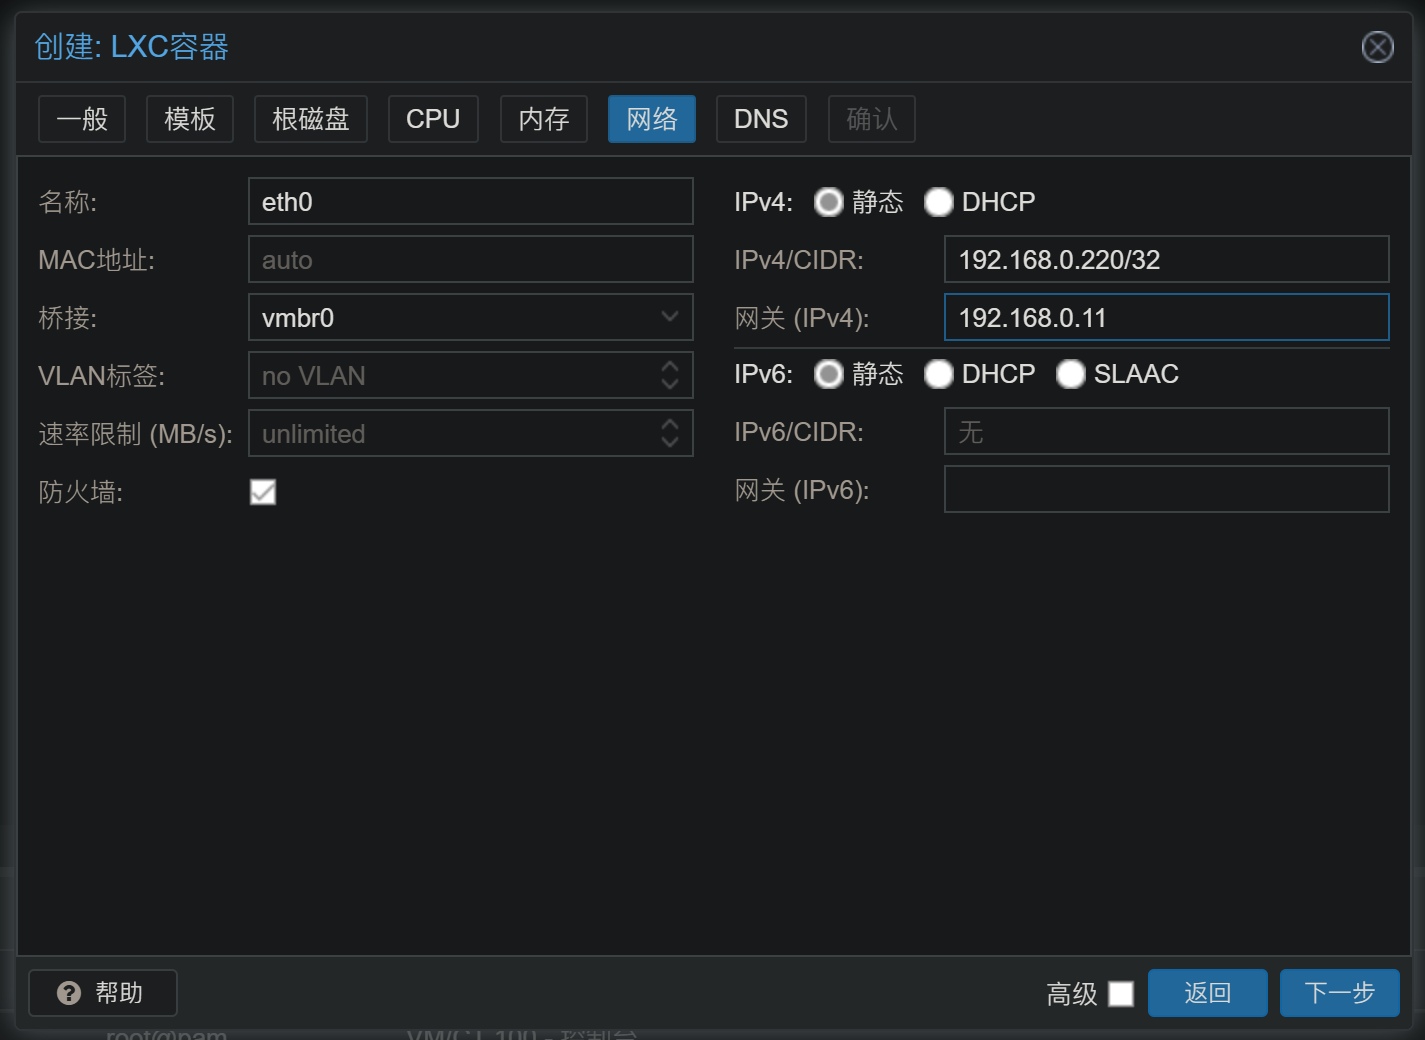 创建: LXC容器
一般 模板 根磁盘 CPU 内存 网络 DNS 确认
名称: eth0
MAC地址: auto
桥接: vmbr0
VLAN标签: no VLAN
速率限制 (MB/s): unlimited
防火墙:
IPv4: 静态 DHCP
IPv4/CIDR: 192.168.0.220/32
网关 (IPv4): 192.168.0.11
IPv6: 静态 DHCP SLAAC
IPv6/CIDR: 无
网关 (IPv6):
帮助 高级 返回 下一步
root@pam VM/CT 100 - 控制台